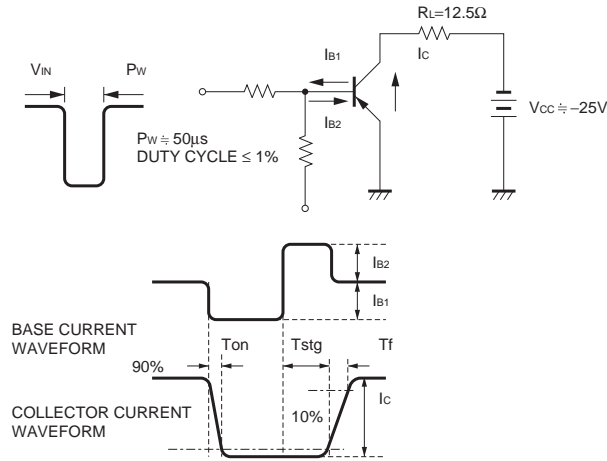 RL=12.5Ω
IB1
IC
VIN
PW
VCC≒−25V
IB2
PW≒50µs
DUTY CYCLE ≤ 1%
IB2
IB1
BASE CURRENT
WAVEFORM
Ton
Tstg
Tf
90%
IC
COLLECTOR CURRENT
WAVEFORM
10%